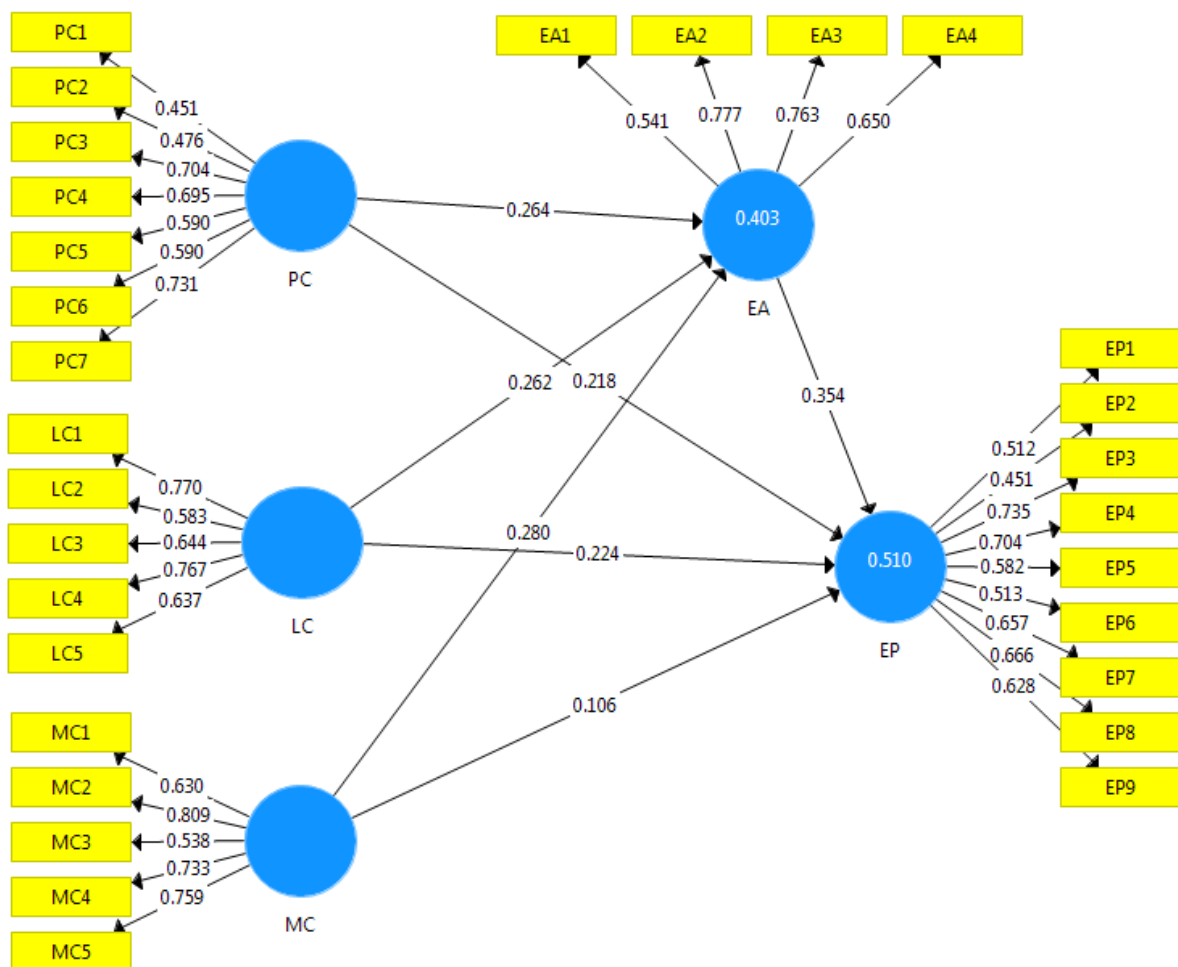 PC1
PC2
PC3
PC4
PC5
PC6
PC7
0.451
0.476
0.704
0.695
0.590
0.590
0.731
PC
EA1
EA2
EA3
EA4
0.541
0.777
0.763
0.650
0.403
EA
0.264
0.262
0.218
0.354
LC1
LC2
LC3
LC4
LC5
0.770
0.583
0.644
0.767
0.637
LC
0.280
0.224
0.106
0.510
EP
EP1
EP2
EP3
EP4
EP5
EP6
EP7
EP8
EP9
0.512
0.451
0.735
0.704
0.582
0.513
0.657
0.666
0.628
MC1
MC2
MC3
MC4
MC5
0.630
0.809
0.538
0.733
0.759
MC